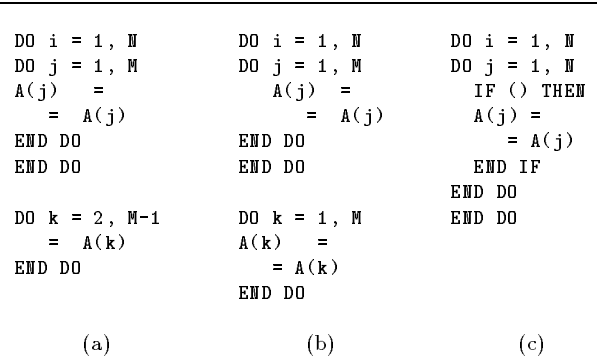 DO i = 1, N
DO j = 1, M
A(j) =
= A(j)
END DO
END DO
DO k = 2, M-1
= A(k)
END DO
(a)
DO i = 1, N
DO j = 1, M
A(j) =
= A(j)
END DO
END DO
DO k = 1, M
A(k) =
= A(k)
END DO
(b)
DO i = 1, N
DO j = 1, N
IF () THEN
A(j) =
= A(j)
END IF
END DO
END DO
(c)